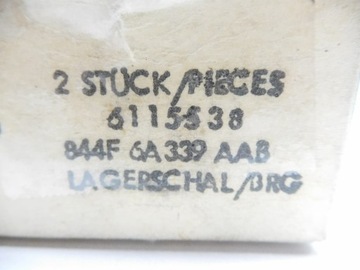 2 STÜCK/PIECES
6115538
844F 6A339 AAB
LAGERSCHAL/BRG